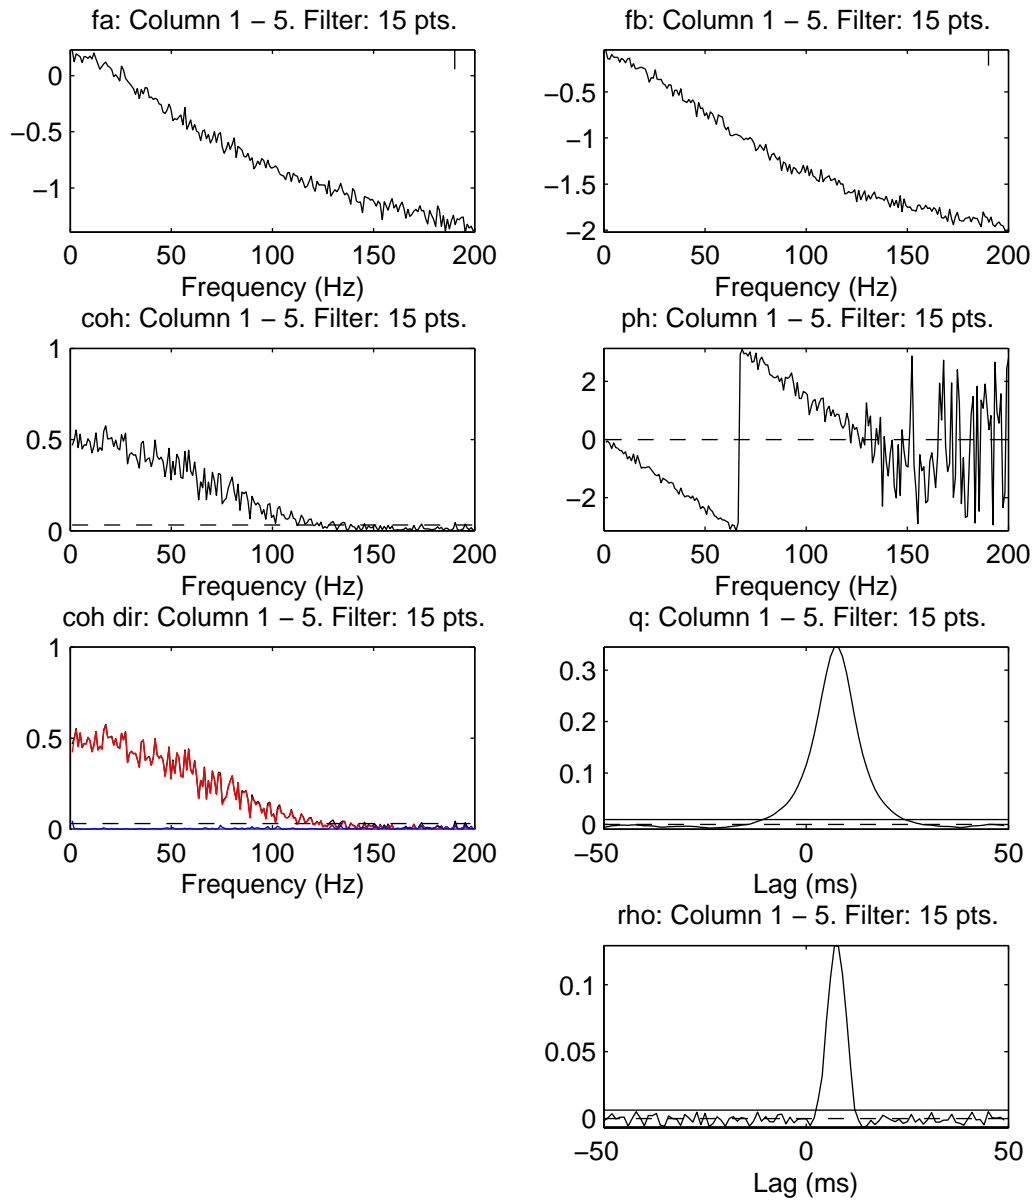 fa: Column 1 − 5. Filter: 15 pts.
0
−0.5
−1
0 50 100 150 200
Frequency (Hz)
fb: Column 1 − 5. Filter: 15 pts.
−0.5
−1
−1.5
−2
0 50 100 150 200
Frequency (Hz)
coh: Column 1 − 5. Filter: 15 pts.
1
0.5
0
0 50 100 150 200
Frequency (Hz)
ph: Column 1 − 5. Filter: 15 pts.
2
0
−2
0 50 100 150 200
Frequency (Hz)
coh dir: Column 1 − 5. Filter: 15 pts.
1
0.5
0
0 50 100 150 200
Frequency (Hz)
q: Column 1 − 5. Filter: 15 pts.
0.3
0.2
0.1
0
−50 0 50
Lag (ms)
rho: Column 1 − 5. Filter: 15 pts.
0.1
0.05
0
−50 0 50
Lag (ms)